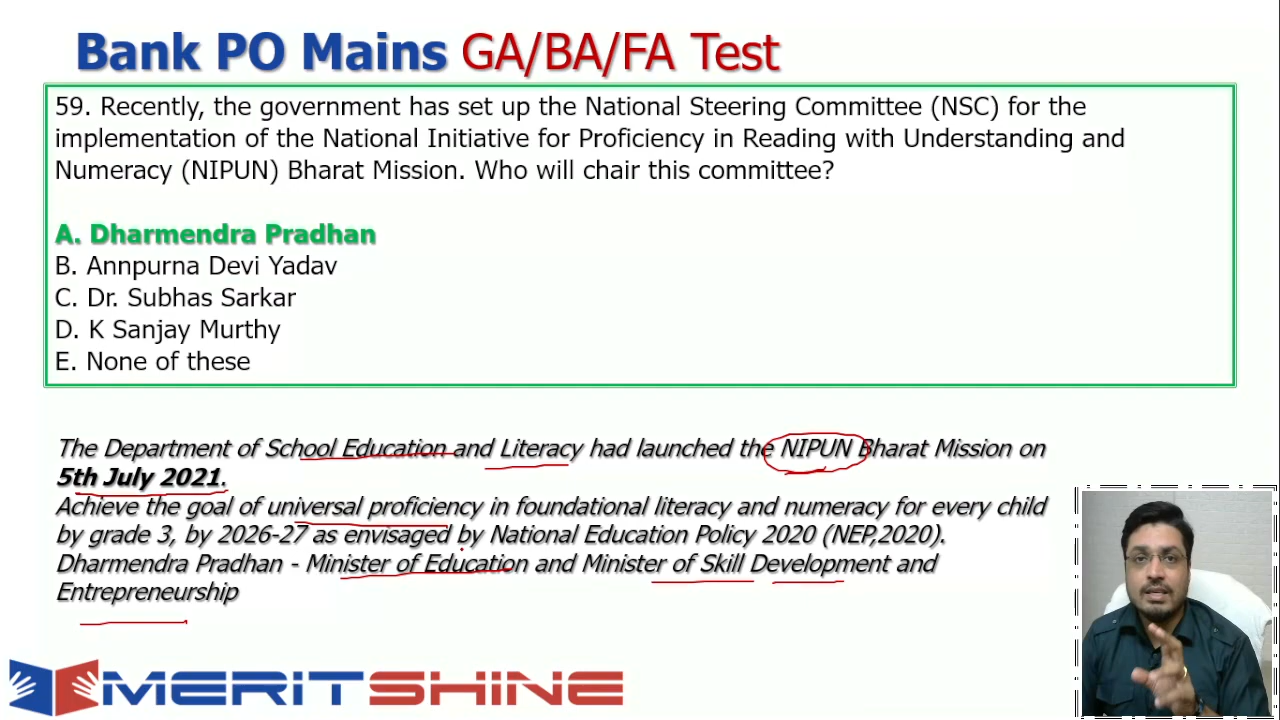 Bank PO Mains GA/BA/FA Test
59. Recently, the government has set up the National Steering Committee (NSC) for the
implementation of the National Initiative for Proficiency in Reading with Understanding and
Numeracy (NIPUN) Bharat Mission. Who will chair this committee?
A. Dharmendra Pradhan
B. Annpurna Devi Yadav
C. Dr. Subhas Sarkar
D. K Sanjay Murthy
E. None of these
The Department of School Education and Literacy had launched the NIPUN Bharat Mission on
5th July 2021.
Achieve the goal of universal proficiency in foundational literacy and numeracy for every child
by grade 3, by 2026-27 as envisaged by National Education Policy 2020 (NEP,2020).
Dharmendra Pradhan - Minister of Education and Minister of Skill Development and
Entrepreneurship
MERITSHINE